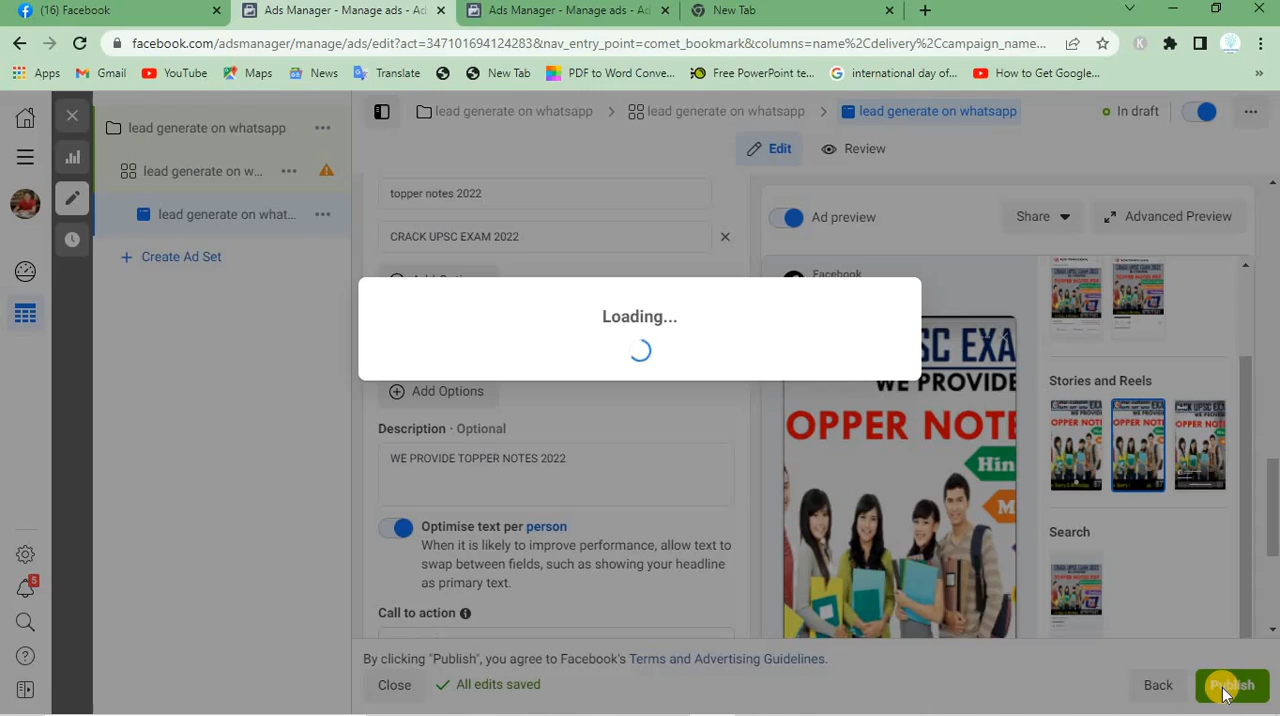 (16) Facebook
Ads Manager - Manage ads - Ad
Ads Manager - Manage ads - Ad
New Tab
facebook.com/adsmanager/manage/ads/edit?act=347101694124283&nav_entry_point=comet_bookmark&columns=name%2Cdelivery%2Ccampaign_name...
Apps
Gmail
YouTube
Maps
News
Translate
New Tab
PDF to Word Conve...
Free PowerPoint te...
international day of...
How to Get Google...
lead generate on whatsapp
lead generate on w...
lead generate on what...
+ Create Ad Set
lead generate on whatsapp > lead generate on whatsapp > lead generate on whatsapp
In draft
Edit
Review
topper notes 2022
CRACK UPSC EXAM 2022
Ad preview
Share
Advanced Preview
Facebook
Loading...
Add Options
Description · Optional
WE PROVIDE TOPPER NOTES 2022
Optimise text per person
When it is likely to improve performance, allow text to
swap between fields, such as showing your headline
as primary text.
Call to action
SC EXA
WE PROVIDE
OPPER NOTE
Hin
M
Stories and Reels
Search
By clicking "Publish", you agree to Facebook's Terms and Advertising Guidelines.
Close
All edits saved
Back
Publish